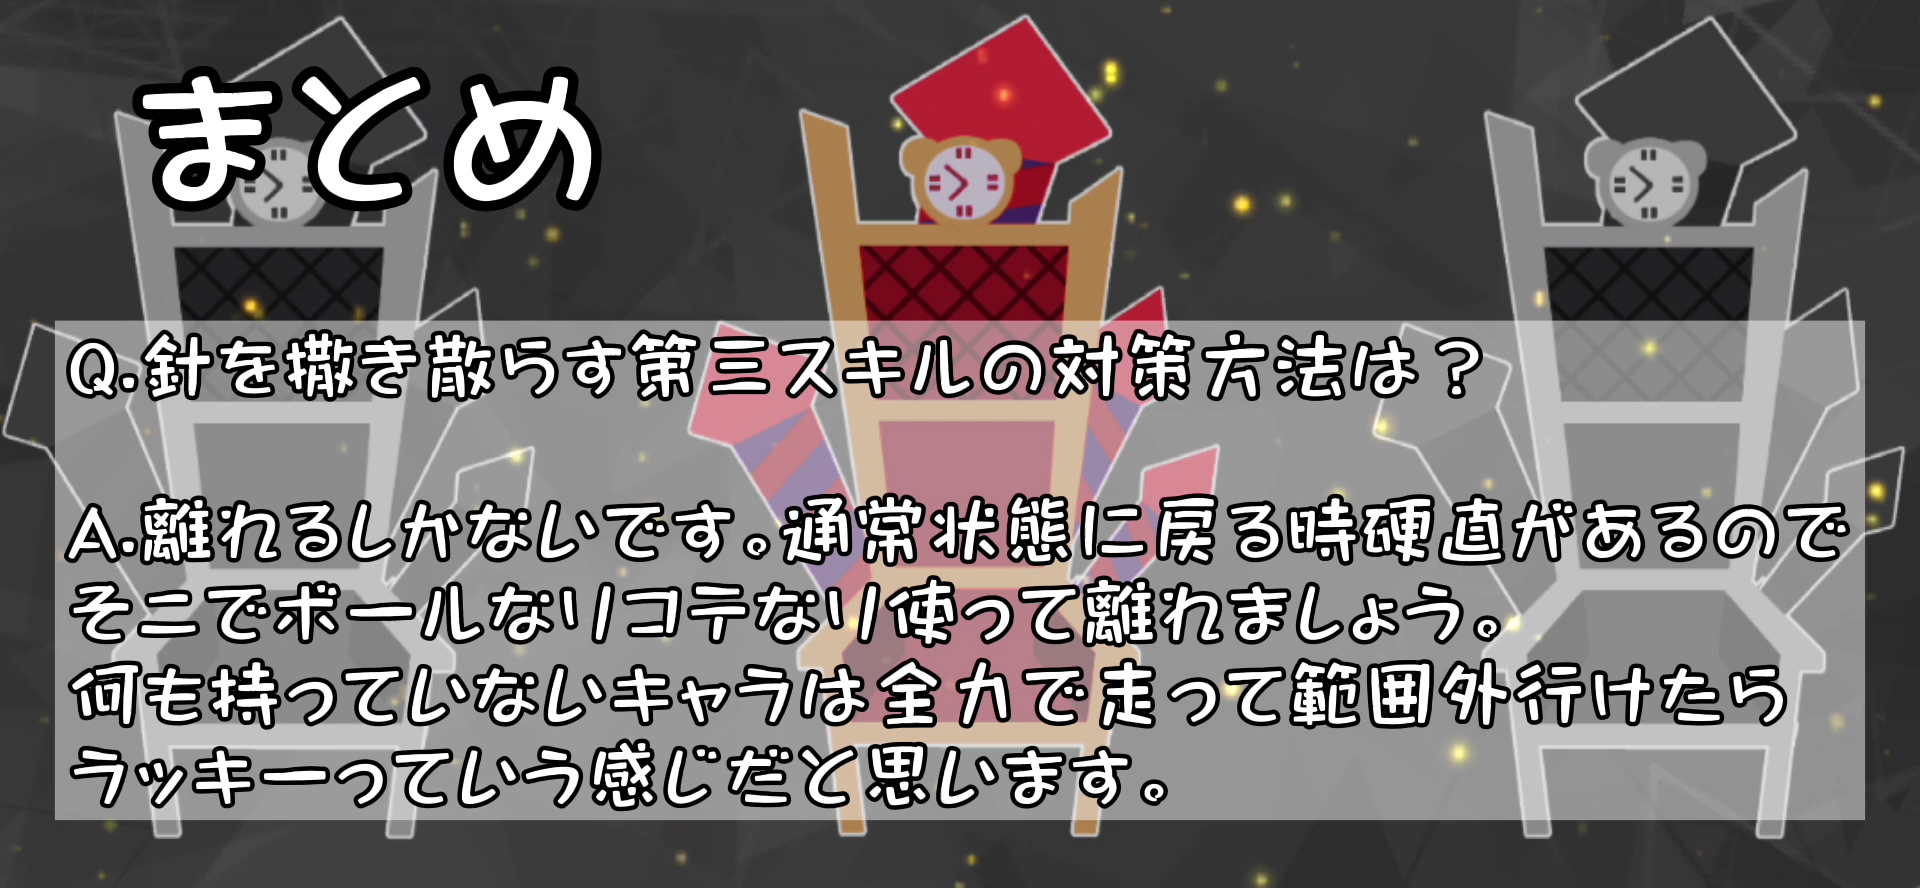 まとめ
Q.針を撒き散らす第三スキルの対策方法は？
A.離れるしかないです。通常状態に戻る時硬直があるので
そこでボールなりコテなり使って離れましょう。
何も持っていないキャラは全力で走って範囲外行けたら
ラッキーっていう感じだと思います。